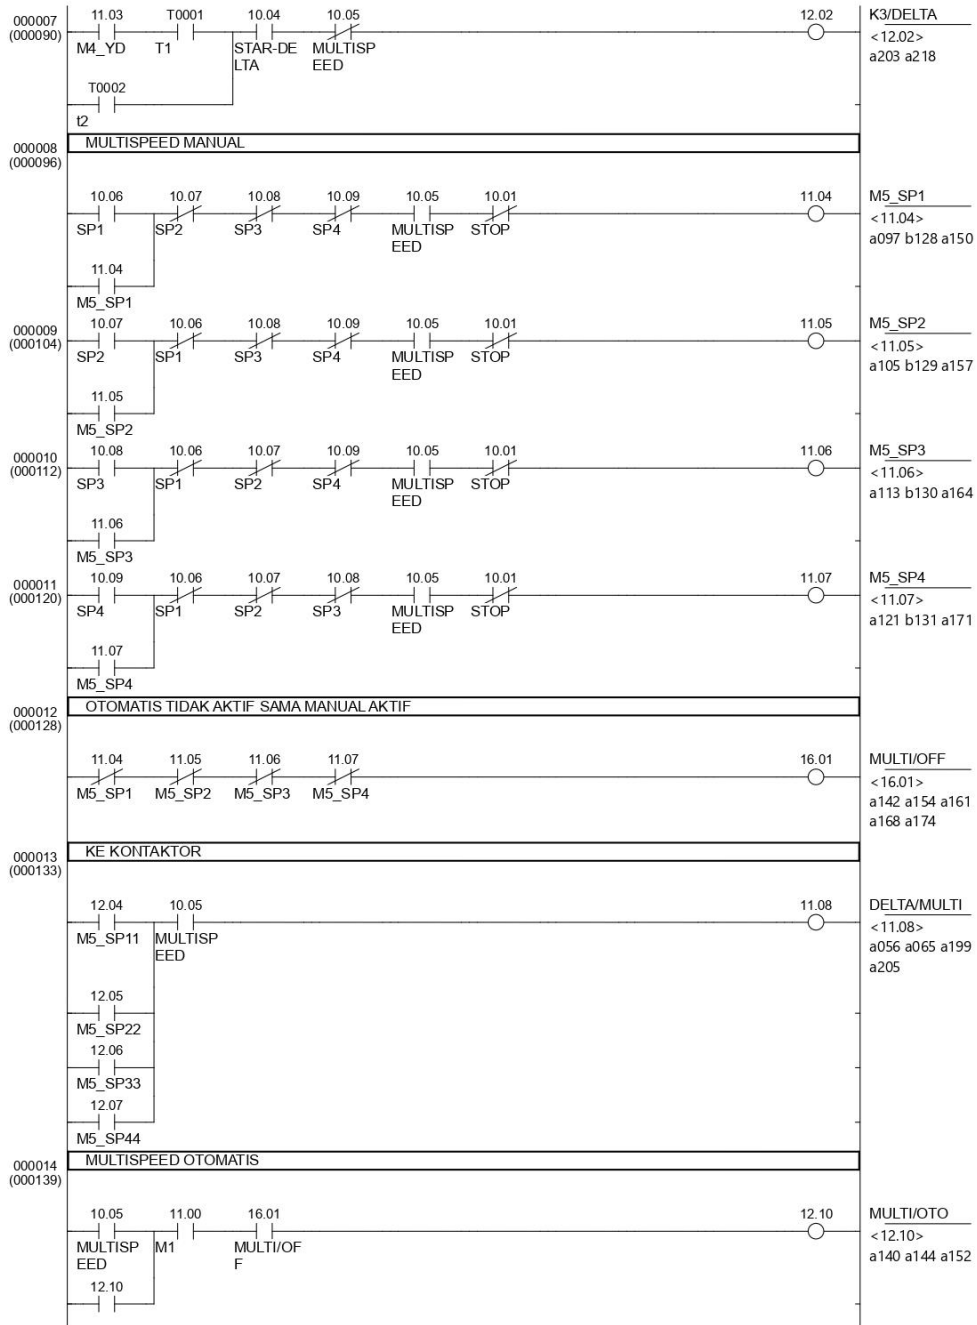 000007
(000090)
11.03 T0001 10.04 10.05 12.02 K3/DELTA
M4_YD T1 STAR-DE MULTISP <12.02>
LTA EED a203 a218
T0002
t2
000008
(000096)
MULTISPEED MANUAL
10.06 10.07 10.08 10.09 10.05 10.01 11.04 M5_SP1
SP1 SP2 SP3 SP4 MULTISP STOP <11.04>
EED a097 b128 a150
11.04
M5_SP1
000009
(000104)
10.07 10.06 10.08 10.09 10.05 10.01 11.05 M5_SP2
SP2 SP1 SP3 SP4 MULTISP STOP <11.05>
EED a105 b129 a157
11.05
M5_SP2
000010
(000112)
10.08 10.06 10.07 10.09 10.05 10.01 11.06 M5_SP3
SP3 SP1 SP2 SP4 MULTISP STOP <11.06>
EED a113 b130 a164
11.06
M5_SP3
000011
(000120)
10.09 10.06 10.07 10.08 10.05 10.01 11.07 M5_SP4
SP4 SP1 SP2 SP3 MULTISP STOP <11.07>
EED a121 b131 a171
11.07
M5_SP4
000012
(000128)
OTOMATIS TIDAK AKTIF SAMA MANUAL AKTIF
11.04 11.05 11.06 11.07 16.01 MULTI/OFF
M5_SP1 M5_SP2 M5_SP3 M5_SP4 <16.01>
a142 a154 a161
a168 a174
000013
(000133)
KE KONTAKTOR
12.04 10.05 11.08 DELTA/MULTI
M5_SP11 MULTISP <11.08>
EED a056 a065 a199
a205
12.05
M5_SP22
12.06
M5_SP33
12.07
M5_SP44
000014
(000139)
MULTISPEED OTOMATIS
10.05 11.00 16.01 12.10 MULTI/OTO
MULTISP M1 MULTI/OF <12.10>
EED F a140 a144 a152
12.10